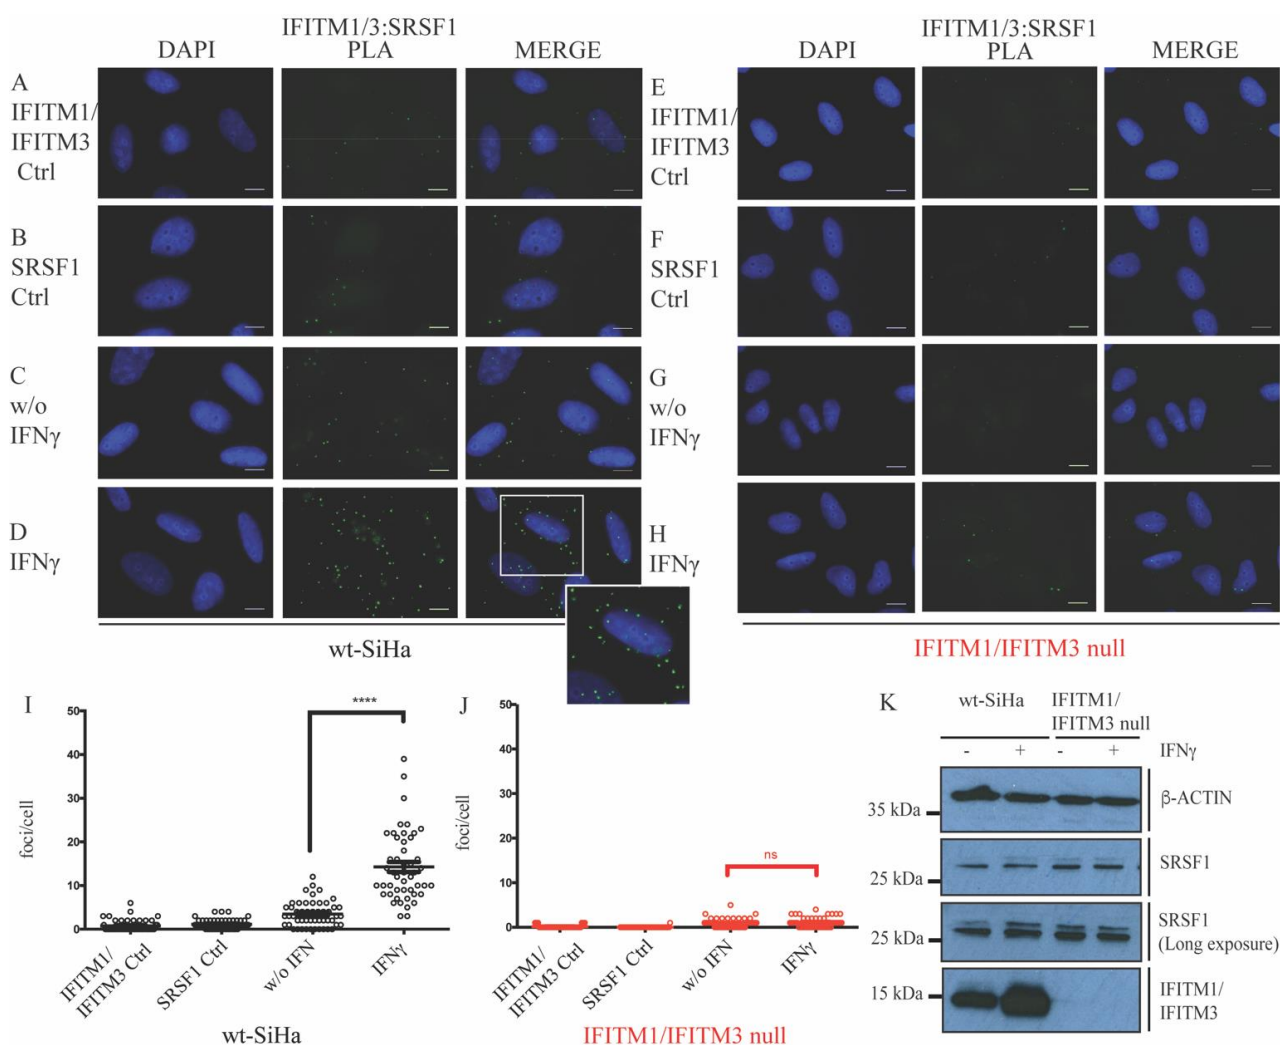 IFITM1/3:SRSF1
DAPI PLA MERGE
IFITM1/3:SRSF1
DAPI PLA MERGE
A
IFITM1/
IFITM3
Ctrl
B
SRSF1
Ctrl
C
w/o
IFNγ
D
IFNγ
E
IFITM1/
IFITM3
Ctrl
F
SRSF1
Ctrl
G
w/o
IFNγ
H
IFNγ
wt-SiHa
IFITM1/IFITM3 null
I
foci/cell
50
40
30
20
10
0
****
IFITM1/
IFITM3 Ctrl
SRSF1 Ctrl
w/o IFN
IFNγ
wt-SiHa
J
foci/cell
50
40
30
20
10
0
ns
IFITM1/
IFITM3 Ctrl
SRSF1 Ctrl
w/o IFN
IFNγ
IFITM1/IFITM3 null
K
wt-SiHa
IFITM1/
IFITM3 null
- + - + IFNγ
35 kDa
β-ACTIN
25 kDa
SRSF1
25 kDa
SRSF1
(Long exposure)
15 kDa
IFITM1/
IFITM3